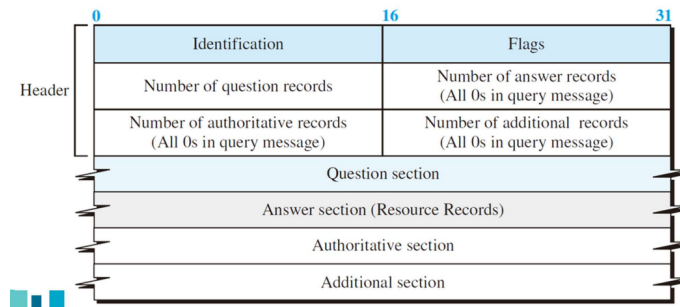 0 16 31
Header
Identification Flags
Number of question records Number of answer records
(All 0s in query message)
Number of authoritative records Number of additional records
(All 0s in query message) (All 0s in query message)
Question section
Answer section (Resource Records)
Authoritative section
Additional section